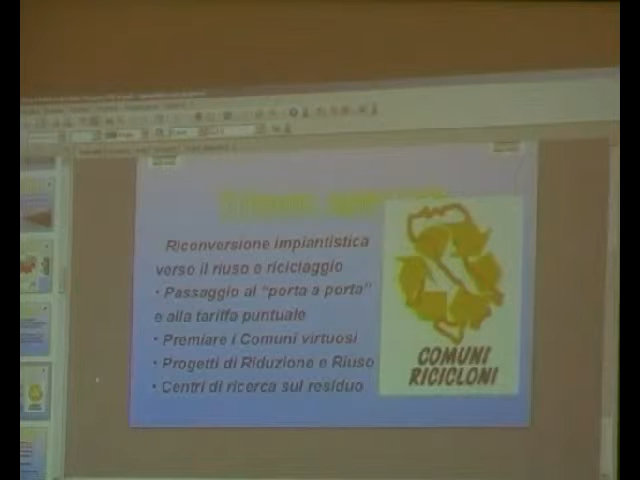 Riconversione impiantistica
verso il riuso e riciclaggio
• Passaggio al "porta a porta"
e alla tariffa puntuale
• Premiare i Comuni virtuosi
• Progetti di Riduzione e Riuso
• Centri di ricerca sul residuo
COMUNI
RICICLONI